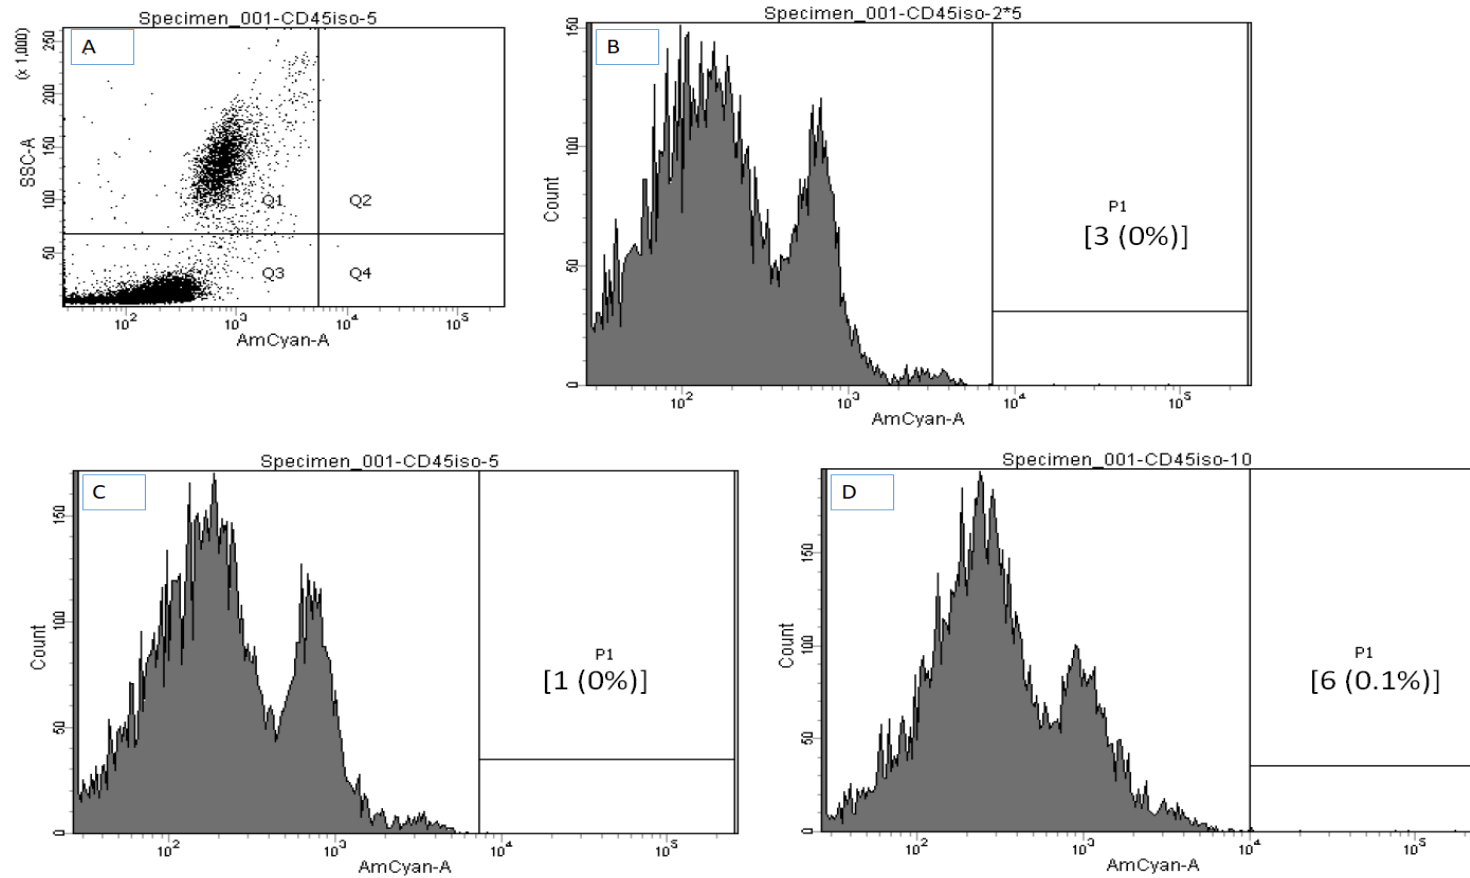 Specimen_001-CD45iso-5
A
(x 1,000)
SSC-A
250
200
150
100
50
Q1
Q2
Q3
Q4
10²
10³
10⁴
10⁵
AmCyan-A
Specimen_001-CD45iso-2*5
B
Count
150
100
50
0
P1
[3 (0%)]
10²
10³
10⁴
10⁵
AmCyan-A
Specimen_001-CD45iso-5
C
Count
150
100
50
0
P1
[1 (0%)]
10²
10³
10⁴
10⁵
AmCyan-A
Specimen_001-CD45iso-10
D
Count
150
100
50
0
P1
[6 (0.1%)]
10²
10³
10⁴
10⁵
AmCyan-A